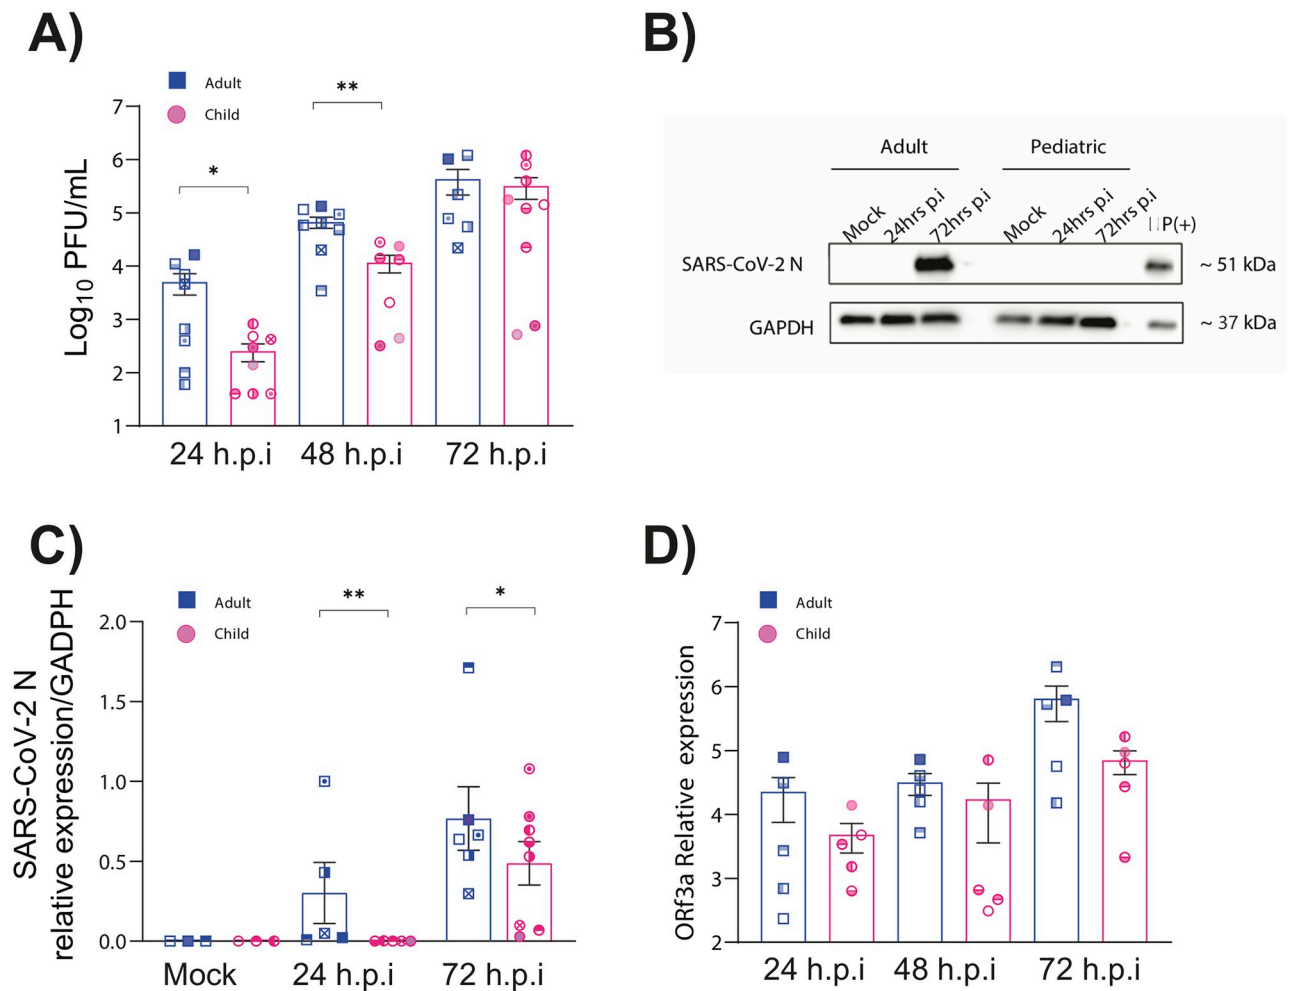 A)
Adult
Child
Log10 PFU/mL
7
6
5
4
3
2
1
*
**
24 h.p.i
48 h.p.i
72 h.p.i
B)
Adult
Pediatric
Mock
24hrs p.i
72hrs p.i
Mock
24hrs p.i
72hrs p.i
P(+)
SARS-CoV-2 N
~ 51 kDa
GAPDH
~ 37 kDa
C)
Adult
Child
SARS-CoV-2 N
relative expression/GADPH
2.0
1.5
1.0
0.5
0.0
**
*
Mock
24 h.p.i
72 h.p.i
D)
Adult
Child
ORf3a Relative expression
7
6
5
4
3
2
24 h.p.i
48 h.p.i
72 h.p.i